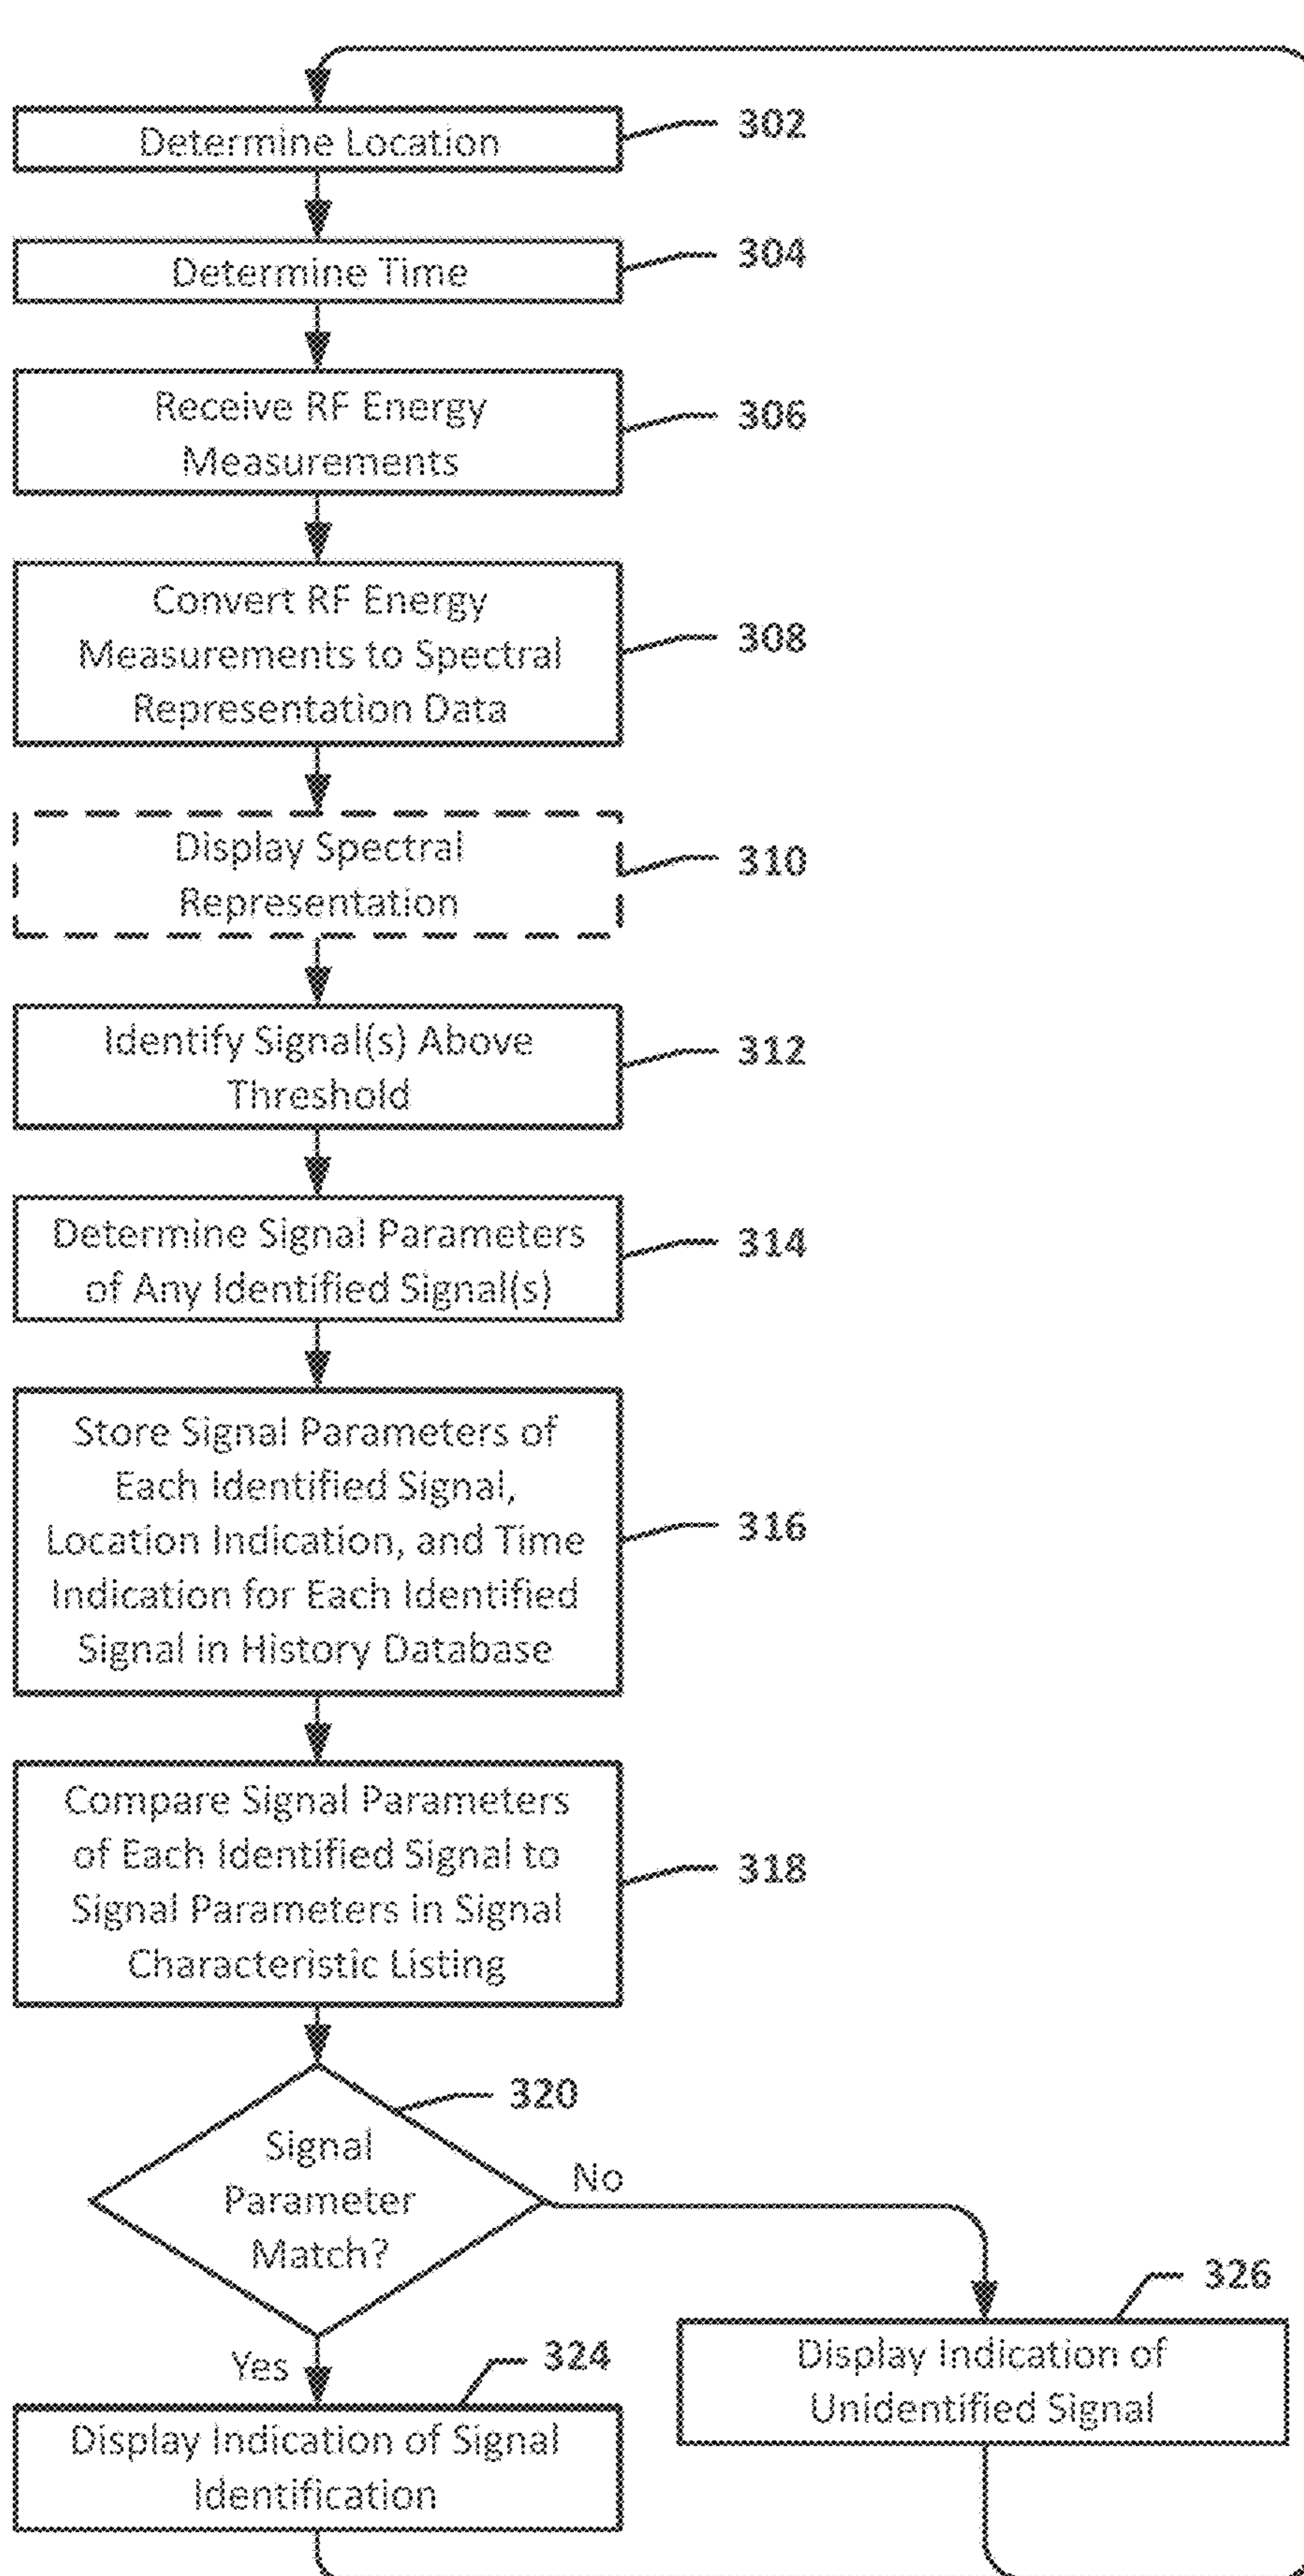 Determine Location
302
Determine Time
304
Receive RF Energy
Measurements
306
Convert RF Energy
Measurements to Spectral
Representation Data
308
Display Spectral
Representation
310
Identify Signal(s) Above
Threshold
312
Determine Signal Parameters
of Any Identified Signal(s)
314
Store Signal Parameters of
Each Identified Signal,
Location Indication, and Time
Indication for Each Identified
Signal in History Database
316
Compare Signal Parameters
of Each Identified Signal to
Signal Parameters in Signal
Characteristic Listing
318
320
Signal
Parameter
Match?
No
Yes
324
Display Indication of Signal
Identification
326
Display Indication of
Unidentified Signal